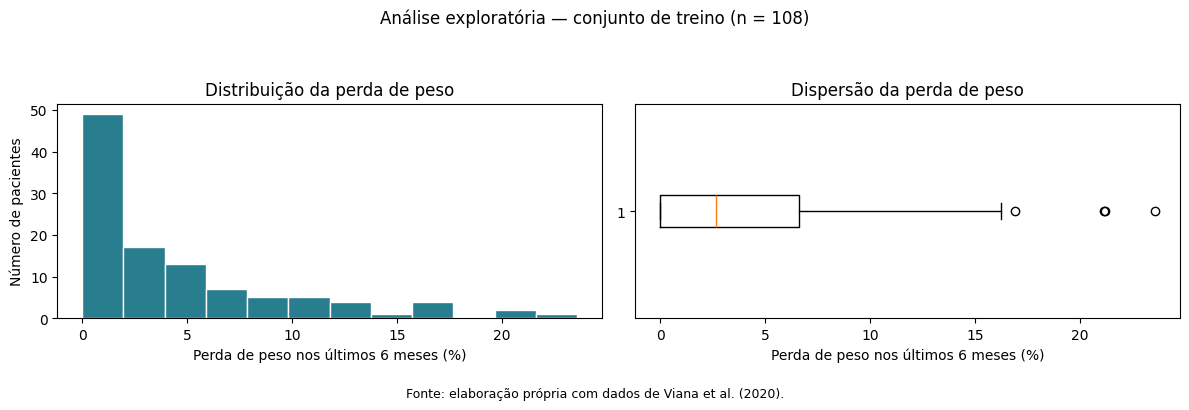 Análise exploratória — conjunto de treino (n = 108)
Distribuição da perda de peso
Número de pacientes
50
40
30
20
10
0
0 5 10 15 20
Perda de peso nos últimos 6 meses (%)
Dispersão da perda de peso
1
0 5 10 15 20
Perda de peso nos últimos 6 meses (%)
Fonte: elaboração própria com dados de Viana et al. (2020).